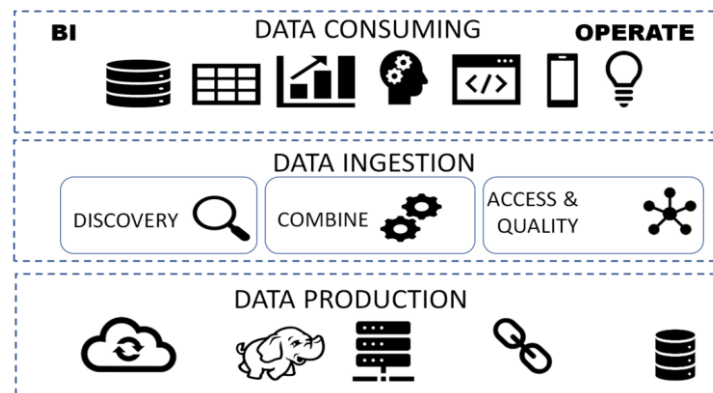 BI
DATA CONSUMING
OPERATE
</>
DATA INGESTION
DISCOVERY
COMBINE
ACCESS &
QUALITY
DATA PRODUCTION